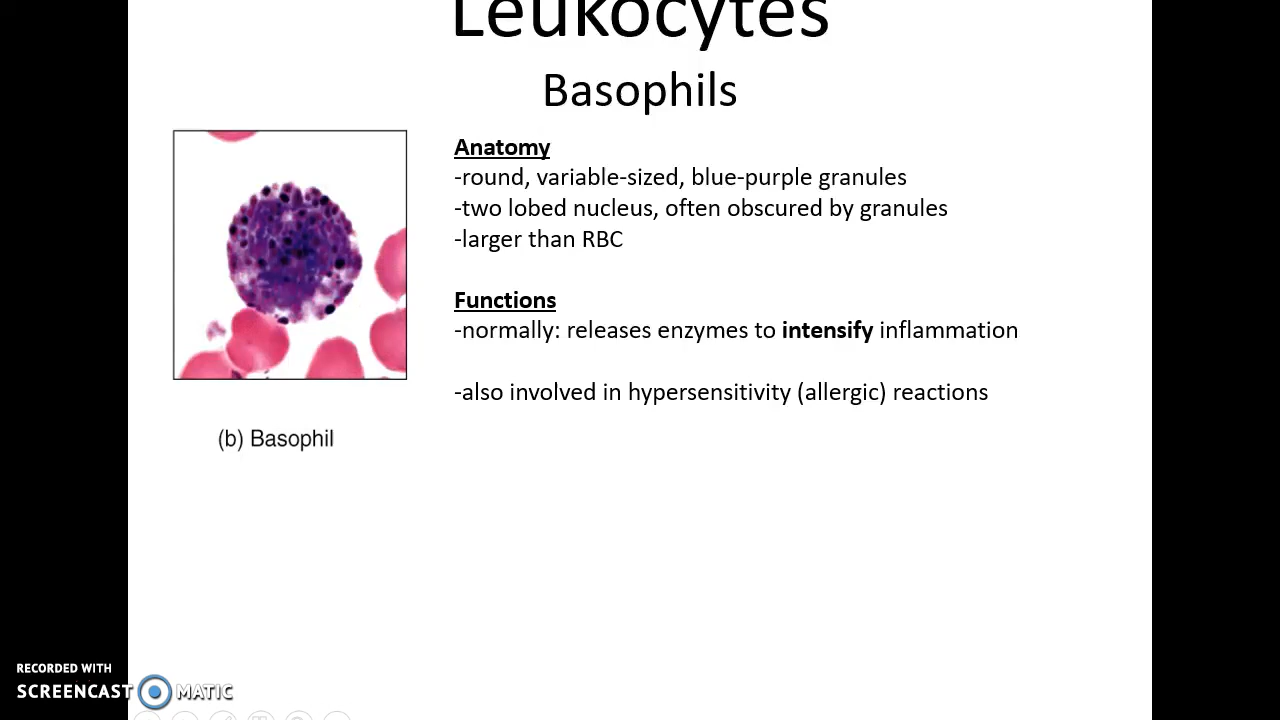 Leukocytes
Basophils
Anatomy
-round, variable-sized, blue-purple granules
-two lobed nucleus, often obscured by granules
-larger than RBC
Functions
-normally: releases enzymes to intensify inflammation
-also involved in hypersensitivity (allergic) reactions
(b) Basophil
RECORDED WITH
SCREENCAST MATIC